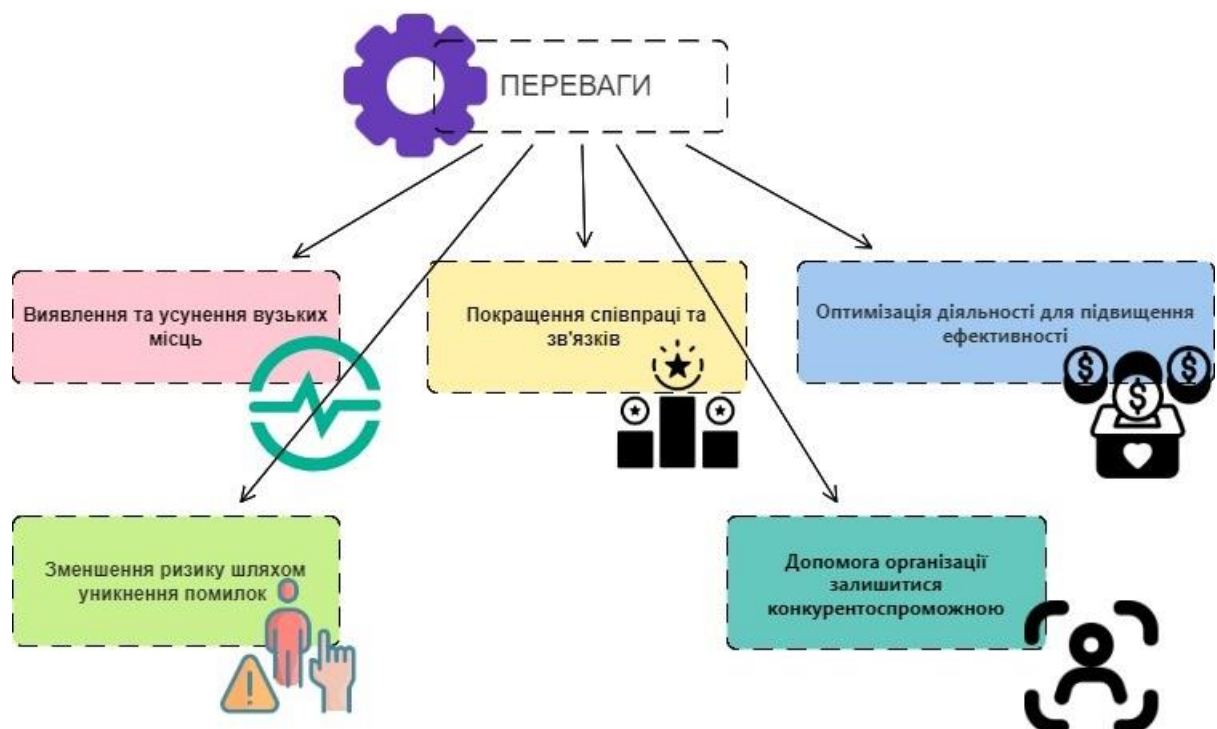 ПЕРЕВАГИ
Виявлення та усунення вузьких
місць
Покращення співпраці та
зв'язків
Оптимізація діяльності для підвищення
ефективності
Зменшення ризику шляхом
уникнення помилок
Допомога організації
залишитися
конкурентоспроможною